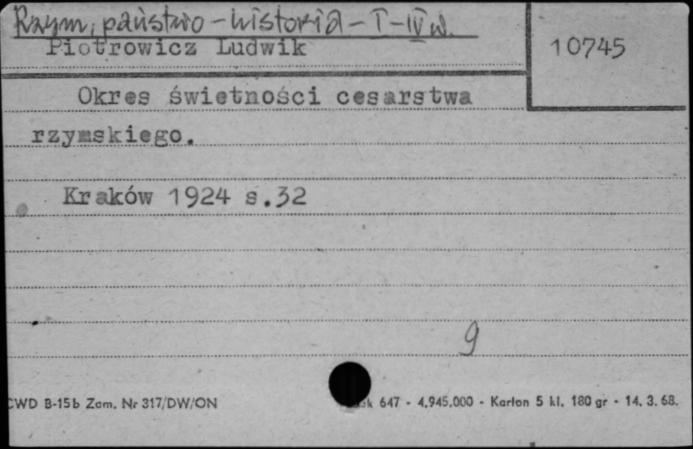 Rzym, państwo - historia - I - IV w.
Piotrowicz Ludwik
10745
Okres świetności cesarstwa
rzymskiego.
Kraków 1924 s.32
9
CWD B-15b Zam. Nr 317/DW/ON
647 - 4.945.000 - Karton 5 kl. 180 gr - 14. 3. 68.